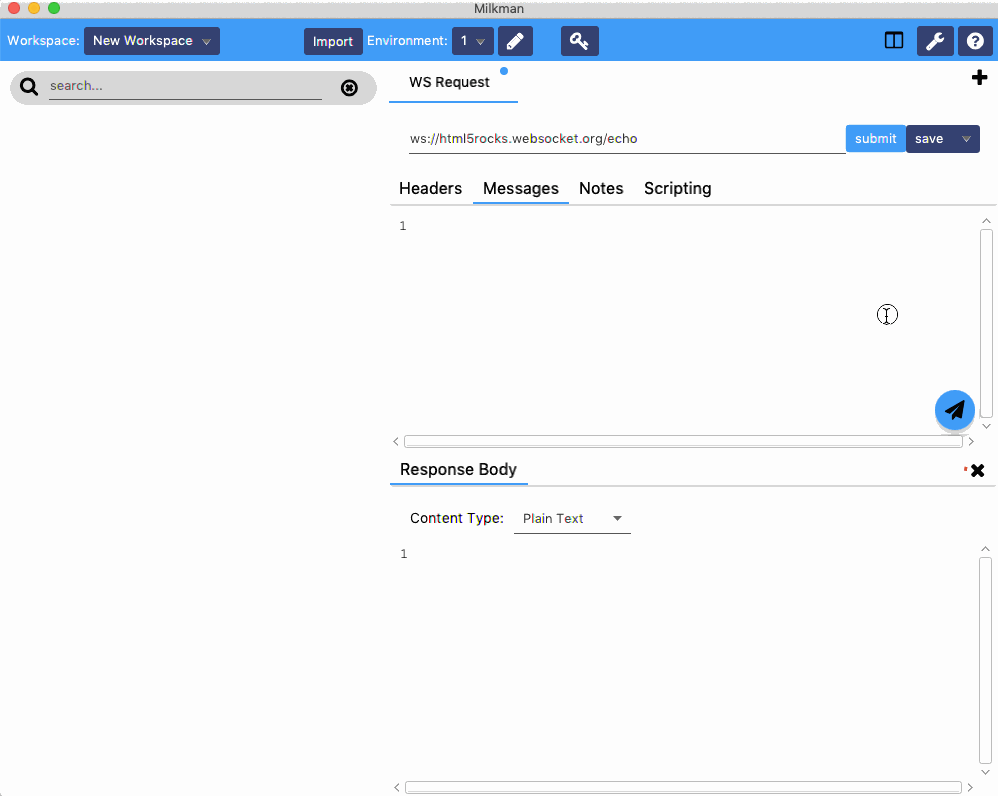 Milkman
Workspace: New Workspace Import Environment: 1
search...
WS Request
ws://html5rocks.websocket.org/echo submit save
Headers Messages Notes Scripting
1
Response Body
Content Type: Plain Text
1